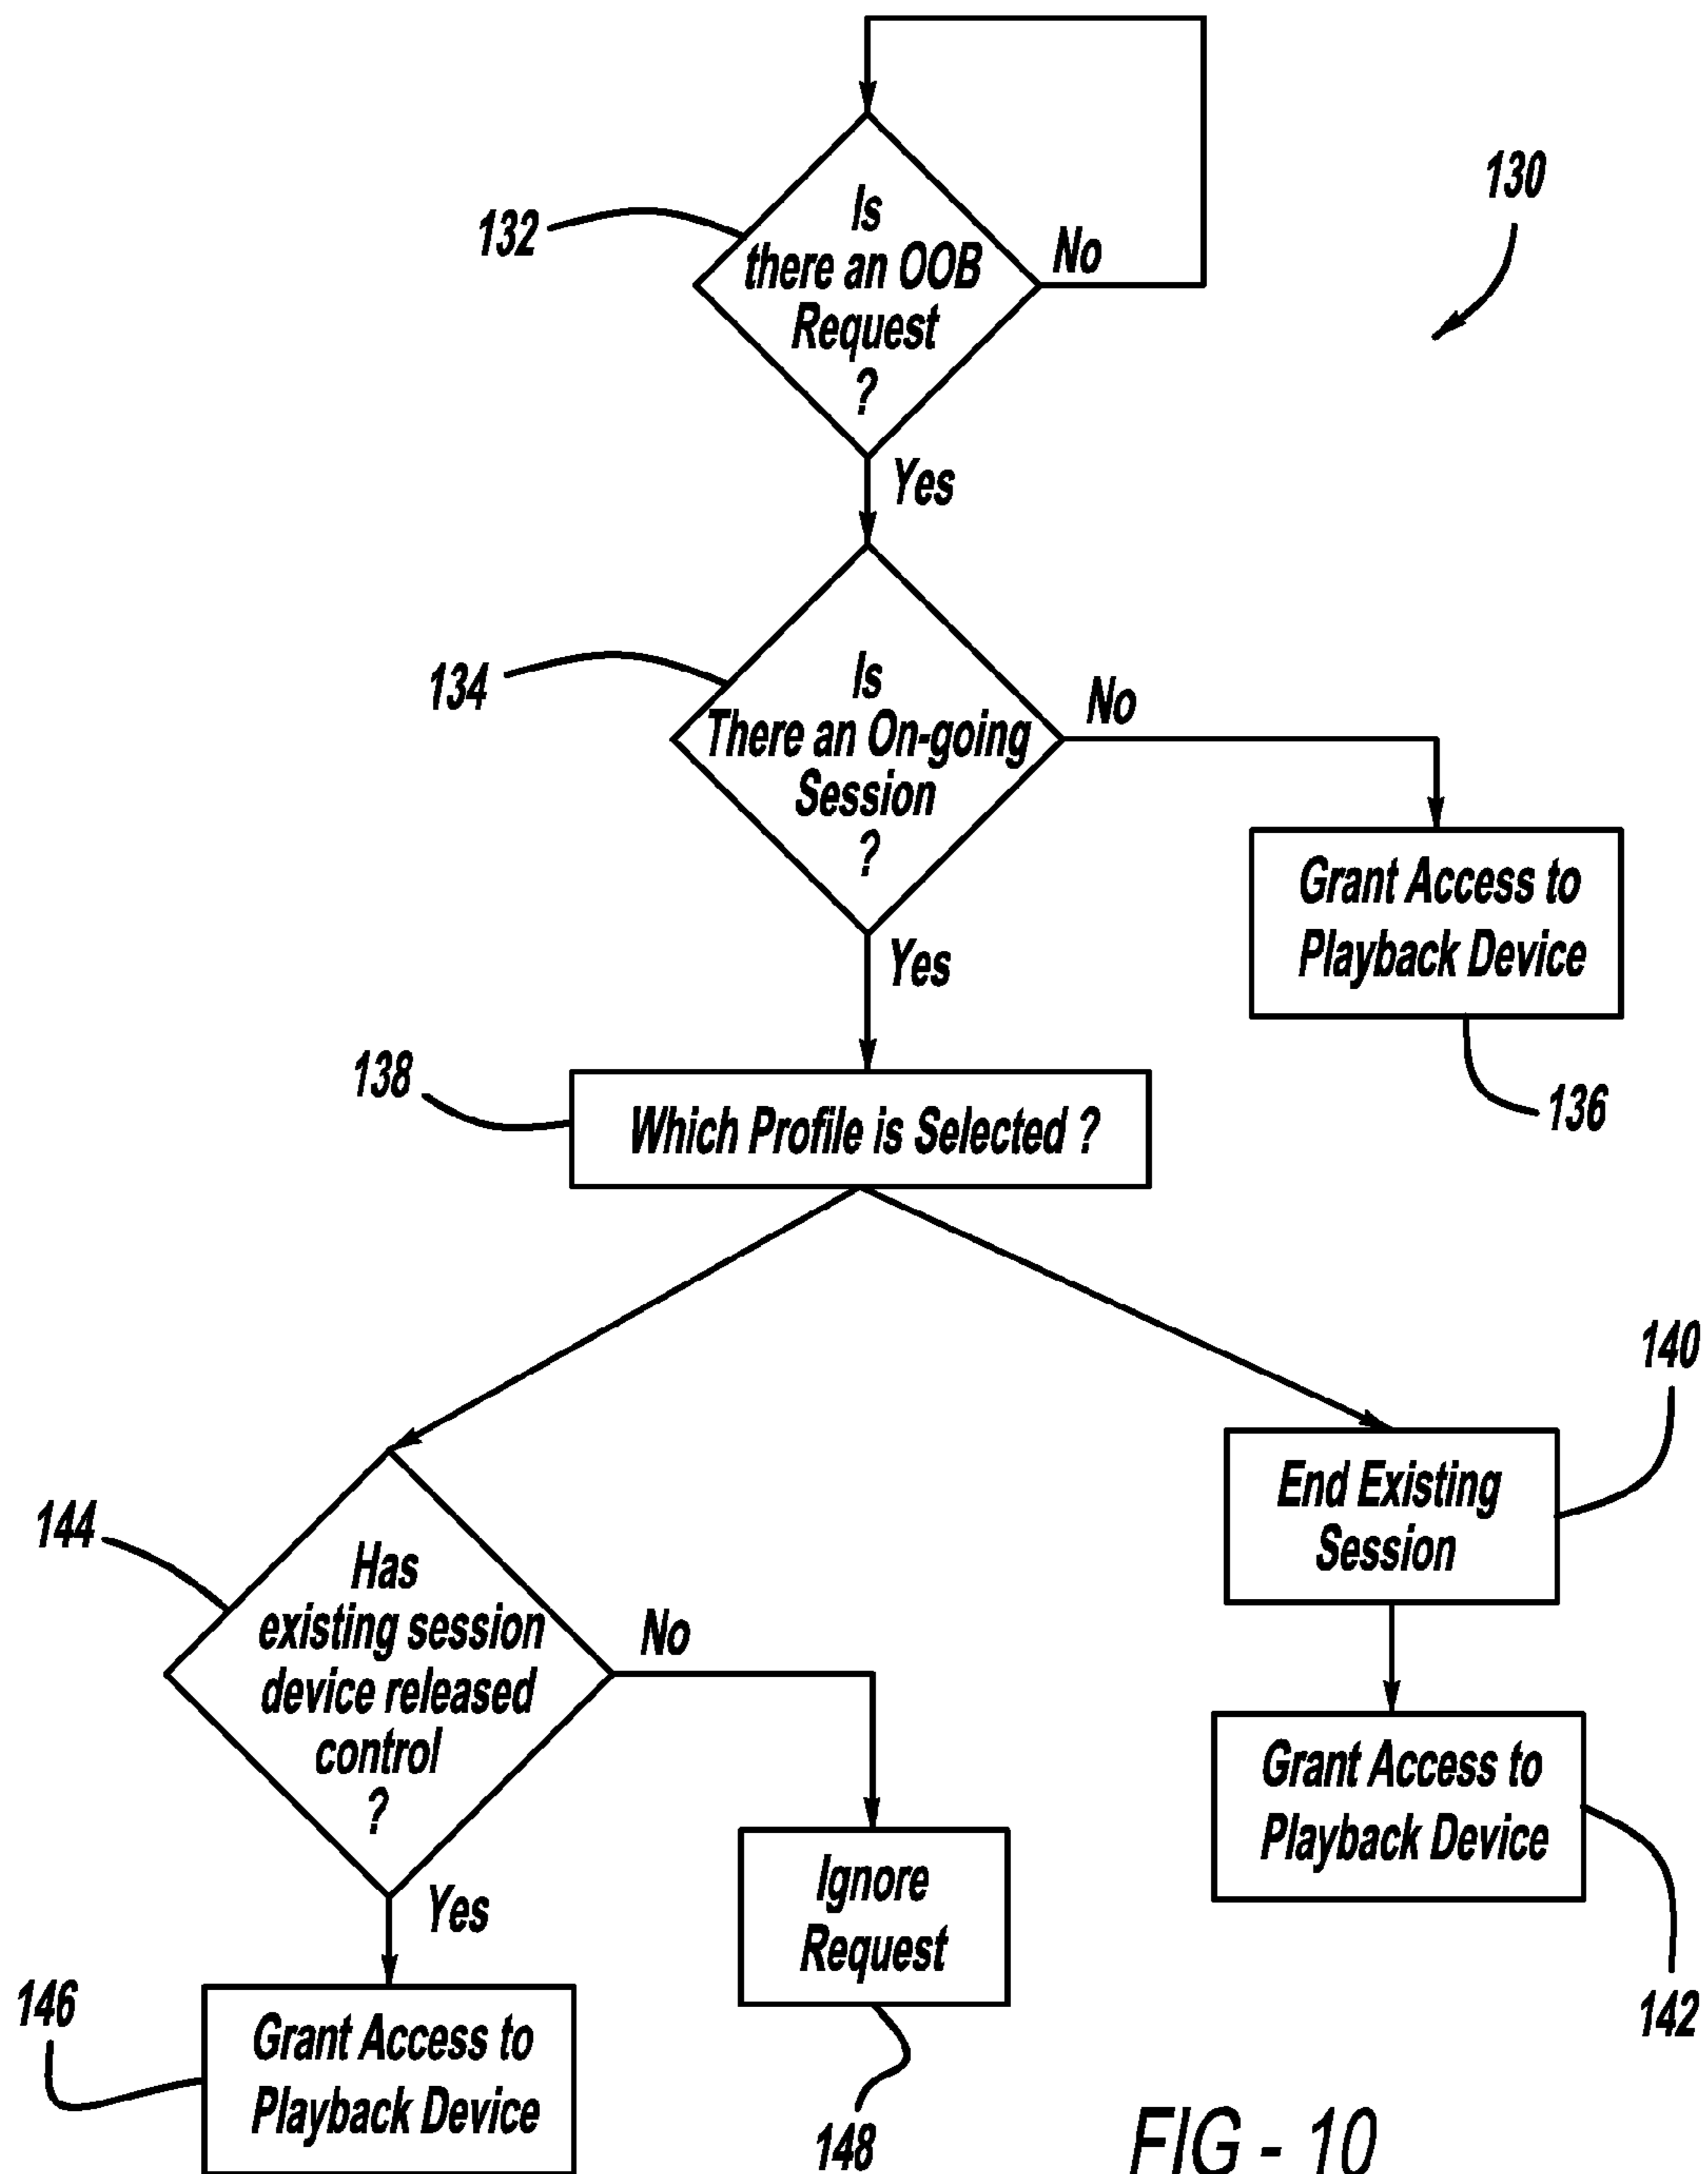 130
132
Is
there an OOB
Request
?
No
Yes
134
Is
There an On-going
Session
?
No
Grant Access to
Playback Device
136
Yes
138
Which Profile is Selected ?
140
End Existing
Session
144
Has
existing session
device released
control
?
No
Grant Access to
Playback Device
142
Ignore
Request
148
Yes
146
Grant Access to
Playback Device
FIG - 10